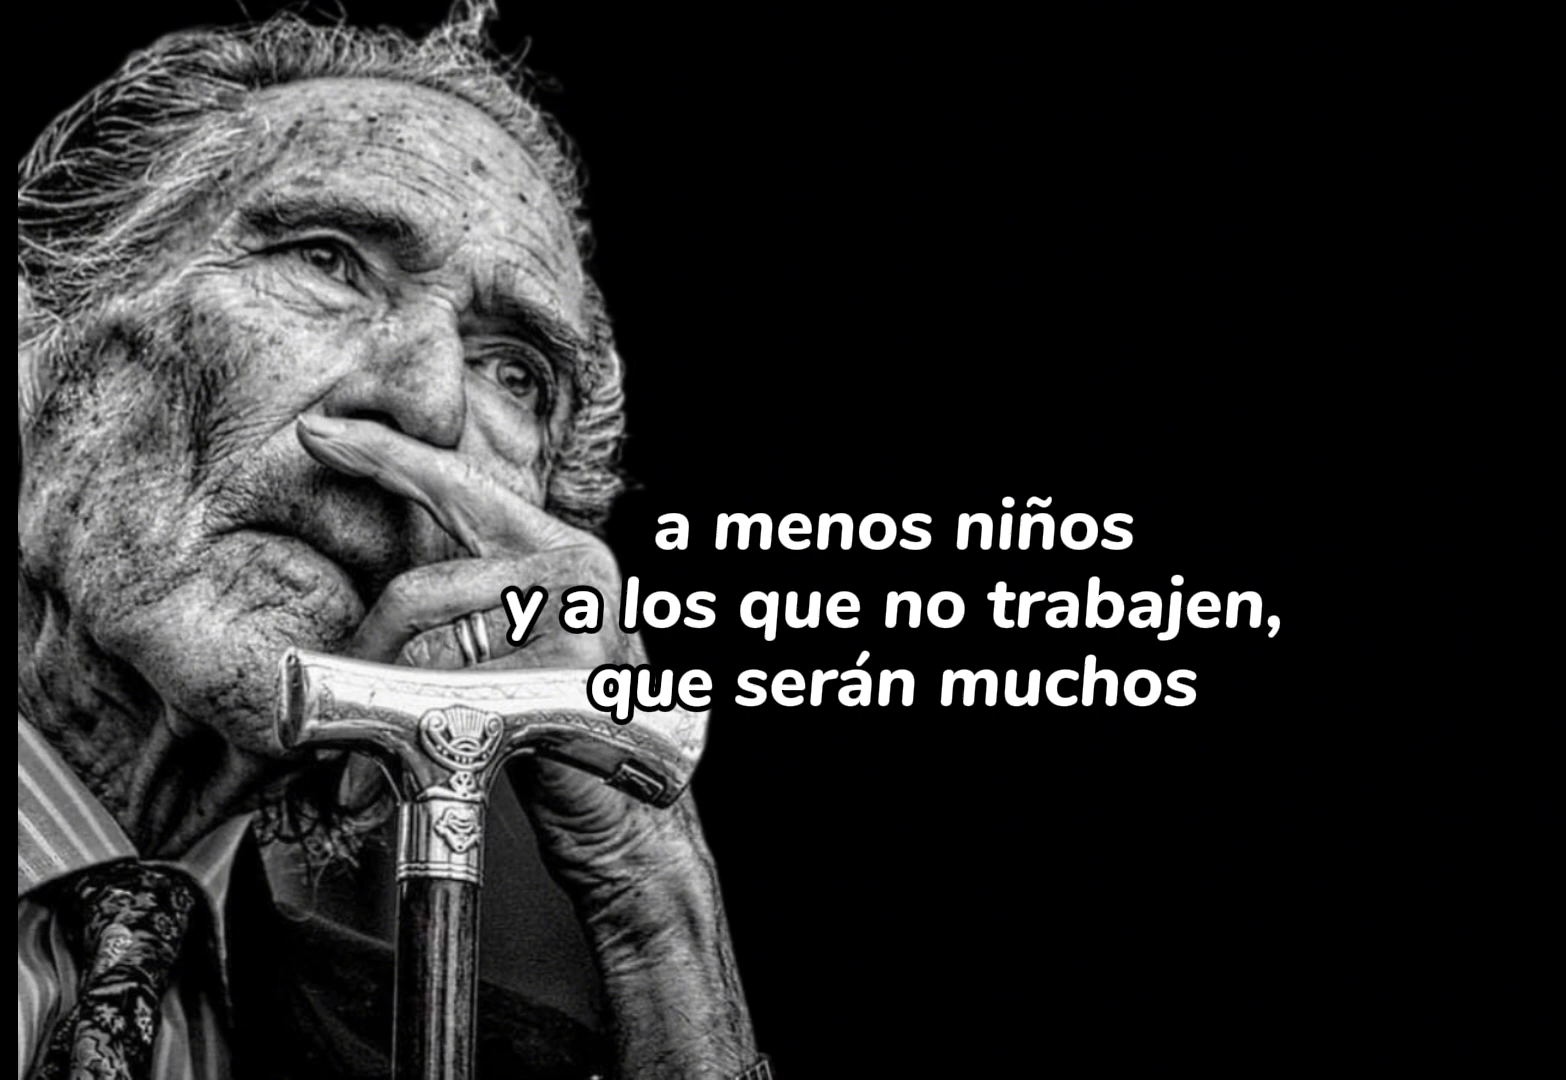 a menos niños
y a los que no trabajen,
que serán muchos